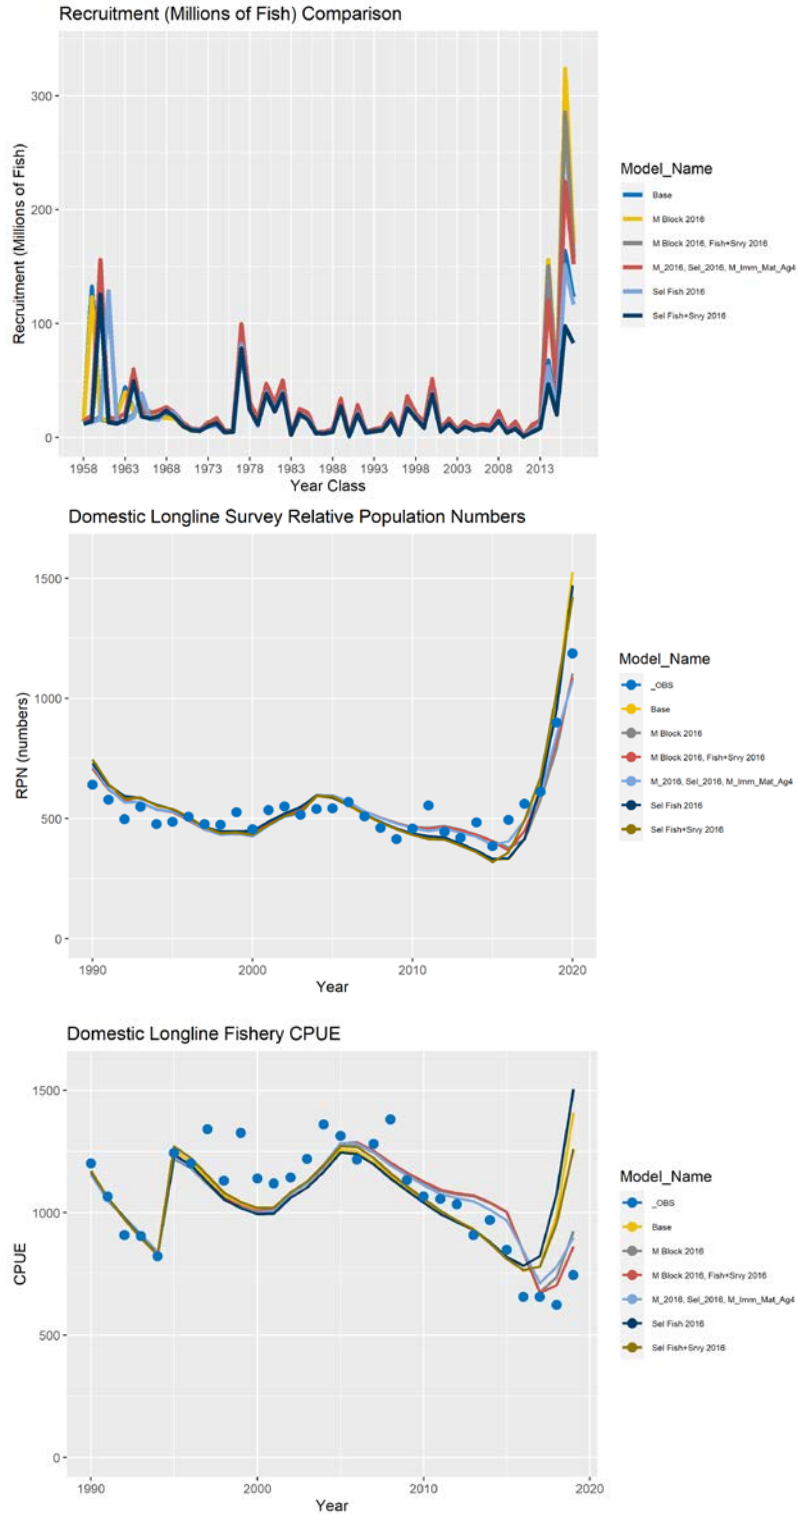 Recruitment (Millions of Fish) Comparison
300
200
100
0
Recruitment (Millions of Fish)
1958 1963 1968 1973 1978 1983 1988 1993 1998 2003 2008 2013
Year Class
Model_Name
Base
M Block 2016
M Block 2016, Fish+Srvy 2016
M_2016, Sel_2016, M_Imm_Mat_Ag4
Sel Fish 2016
Sel Fish+Srvy 2016
Domestic Longline Survey Relative Population Numbers
1500
1000
500
0
RPN (numbers)
1990 2000 2010 2020
Year
Model_Name
_OBS
Base
M Block 2016
M Block 2016, Fish+Srvy 2016
M_2016, Sel_2016, M_Imm_Mat_Ag4
Sel Fish 2016
Sel Fish+Srvy 2016
Domestic Longline Fishery CPUE
1500
1000
500
0
CPUE
1990 2000 2010 2020
Year
Model_Name
_OBS
Base
M Block 2016
M Block 2016, Fish+Srvy 2016
M_2016, Sel_2016, M_Imm_Mat_Ag4
Sel Fish 2016
Sel Fish+Srvy 2016